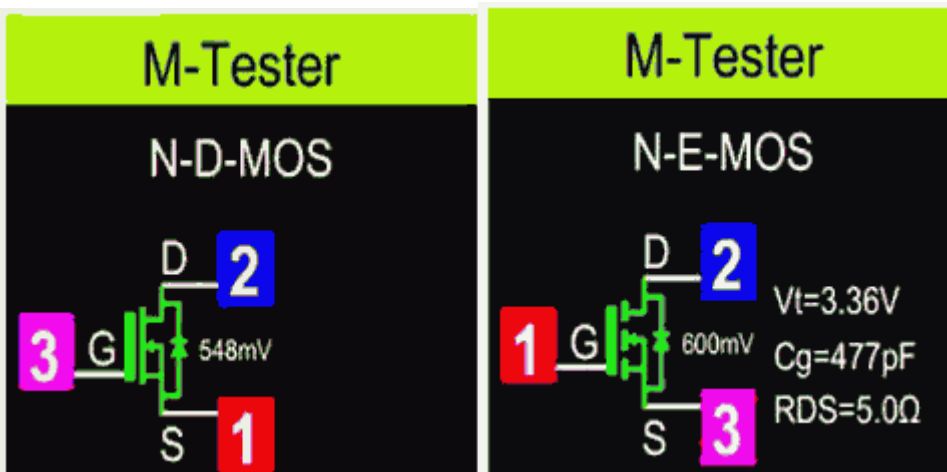 M-Tester
N-D-MOS
D
2
3
G
548mV
1
S
M-Tester
N-E-MOS
D
2
Vt=3.36V
1
G
600mV
Cg=477pF
RDS=5.0Ω
S
3